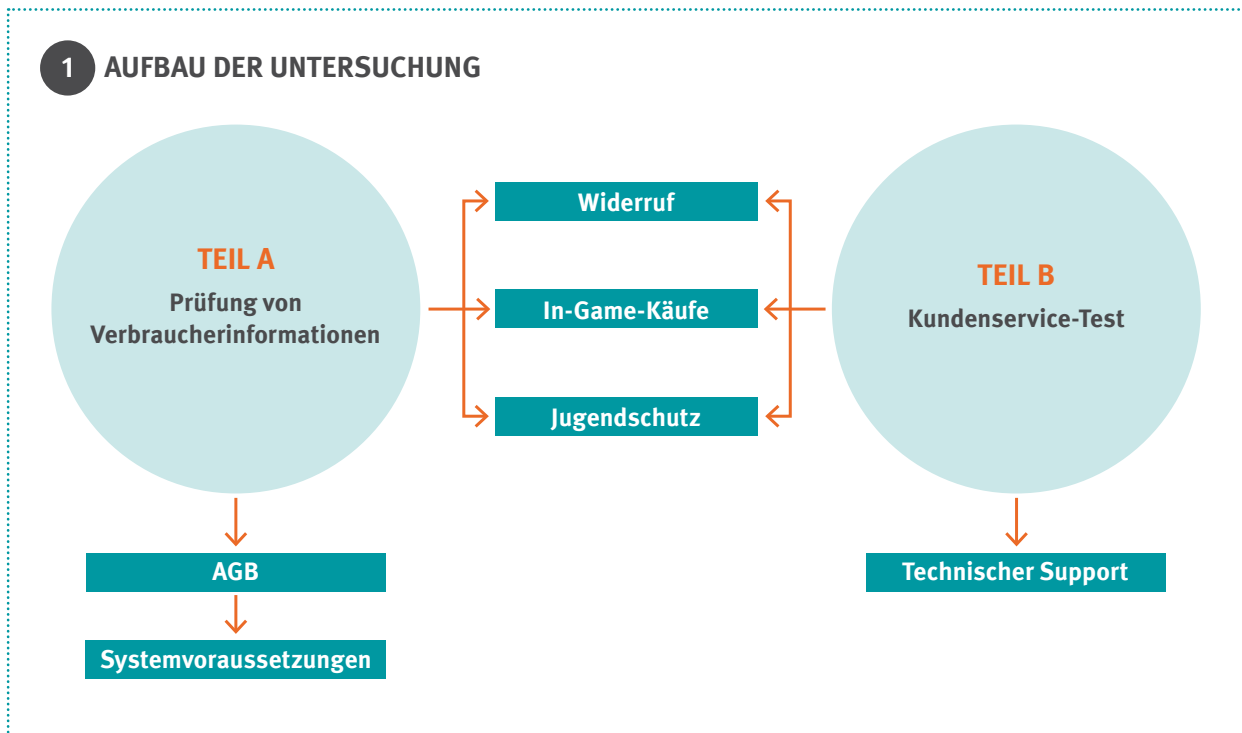 1 AUFBAU DER UNTERSUCHUNG
TEIL A
Prüfung von
Verbraucherinformationen
Widerruf
In-Game-Käufe
Jugendschutz
TEIL B
Kundenservice-Test
AGB
Systemvoraussetzungen
Technischer Support